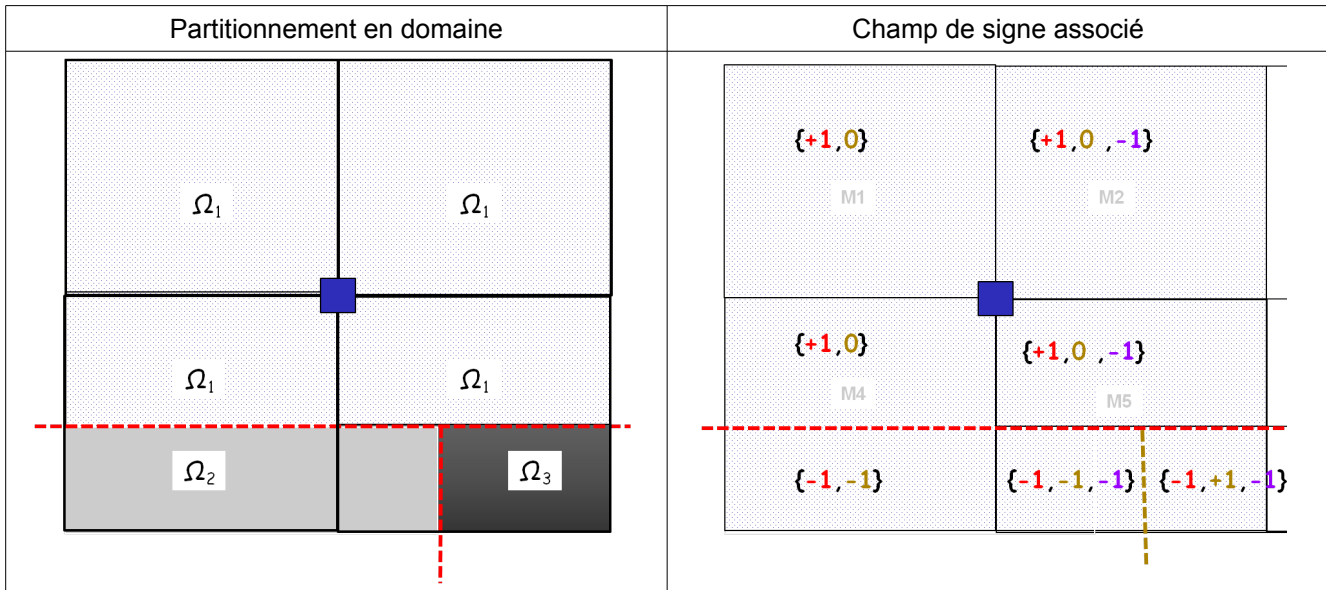 Partitionnement en domaine
Champ de signe associé
Ω₁ Ω₁
Ω₁ Ω₁
Ω₂ Ω₃
{+1,0} {+1,0 ,-1}
M1 M2
{+1,0} {+1,0 ,-1}
M4 M5
{-1,-1} {-1,-1,-1} {-1,+1,-1}